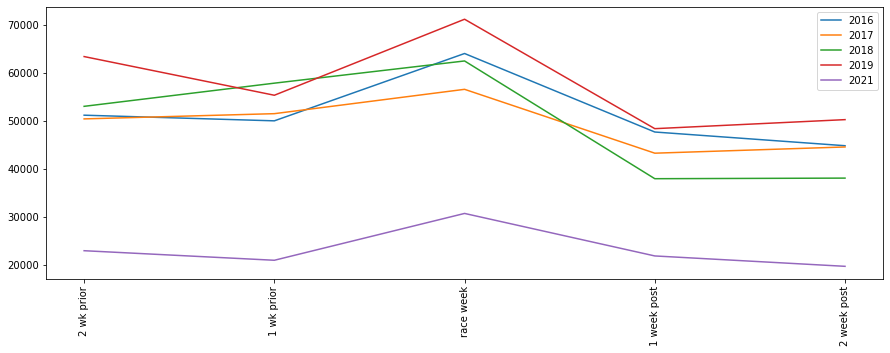 70000
60000
50000
40000
30000
20000
2016
2017
2018
2019
2021
2 wk prior
1 wk prior
race week
1 week post
2 week post